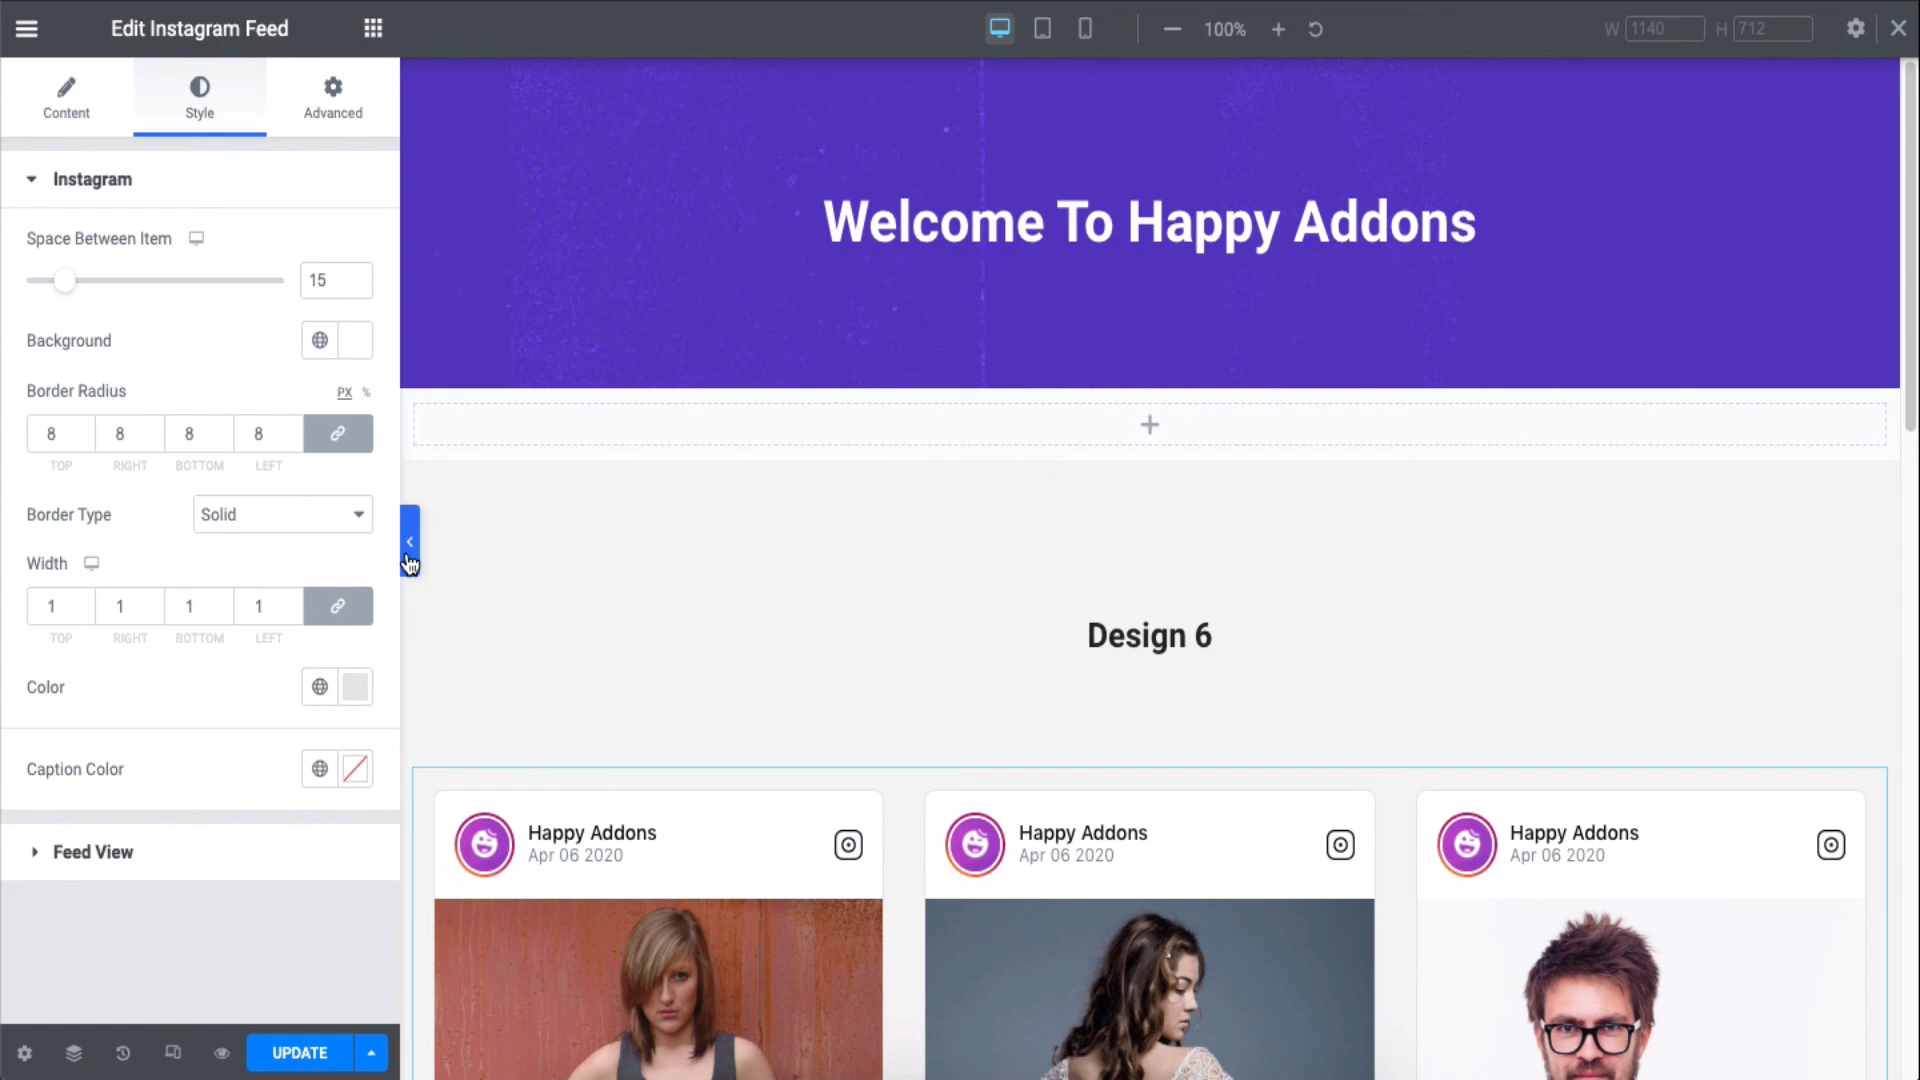 Edit Instagram Feed
100%
W 1140 H 712
Content
Style
Advanced
Instagram
Space Between Item
15
Background
Border Radius
PX %
8 8 8 8
TOP RIGHT BOTTOM LEFT
Border Type
Solid
Width
1 1 1 1
TOP RIGHT BOTTOM LEFT
Color
Caption Color
Feed View
UPDATE
Welcome To Happy Addons
Design 6
Happy Addons
Apr 06 2020
Happy Addons
Apr 06 2020
Happy Addons
Apr 06 2020